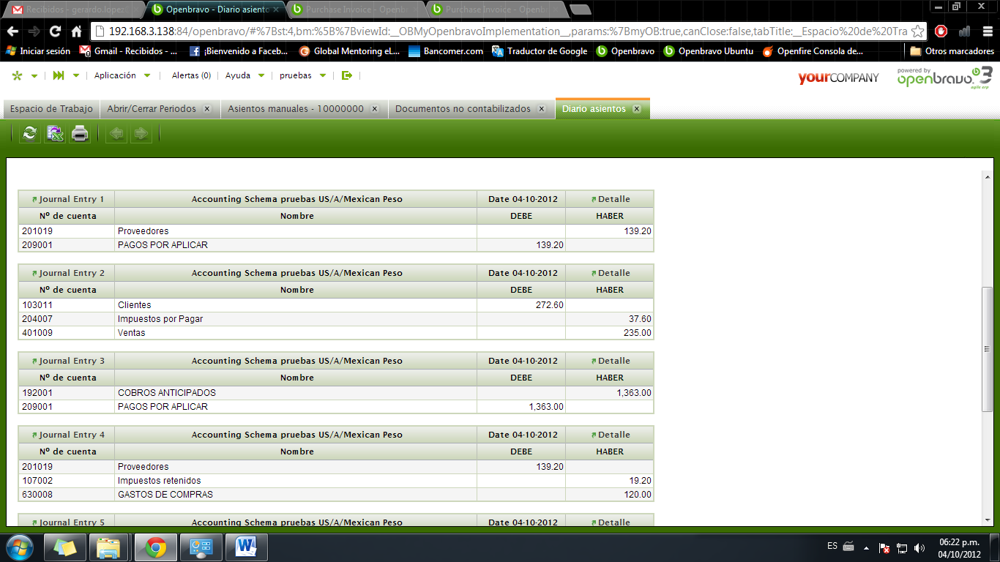 Recibidos - gerardo.lopez
Openbravo - Diario asiento
Purchase Invoice - Openb
Purchase Invoice - Openb
192.168.3.138:84/openbravo/#%7Bst:4,bm:%5B%7BviewId:__OBMyOpenbravoImplementation__,params:%7BmyOB:true,canClose:false,tabTitle:__Espacio%20de%20Tra
Iniciar sesión Gmail - Recibidos - ... ¡Bienvenido a Faceb... Global Mentoring eL... Bancomer.com Traductor de Google Openbravo Openbravo Ubuntu Openfire Consola de... Otros marcadores
Aplicación Alertas (0) Ayuda pruebas
yourCOMPANY
powered by
openbravo 3
agile erp
Espacio de Trabajo Abrir/Cerrar Periodos Asientos manuales - 10000000 Documentos no contabilizados Diario asientos
Journal Entry 1 Accounting Schema pruebas US/A/Mexican Peso Date 04-10-2012 Detalle
Nº de cuenta Nombre DEBE HABER
201019 Proveedores 139.20
209001 PAGOS POR APLICAR 139.20
Journal Entry 2 Accounting Schema pruebas US/A/Mexican Peso Date 04-10-2012 Detalle
Nº de cuenta Nombre DEBE HABER
103011 Clientes 272.60
204007 Impuestos por Pagar 37.60
401009 Ventas 235.00
Journal Entry 3 Accounting Schema pruebas US/A/Mexican Peso Date 04-10-2012 Detalle
Nº de cuenta Nombre DEBE HABER
192001 COBROS ANTICIPADOS 1,363.00
209001 PAGOS POR APLICAR 1,363.00
Journal Entry 4 Accounting Schema pruebas US/A/Mexican Peso Date 04-10-2012 Detalle
Nº de cuenta Nombre DEBE HABER
201019 Proveedores 139.20
107002 Impuestos retenidos 19.20
630008 GASTOS DE COMPRAS 120.00
Journal Entry 5 Accounting Schema pruebas US/A/Mexican Peso Date 04-10-2012 Detalle
ES
06:22 p.m.
04/10/2012